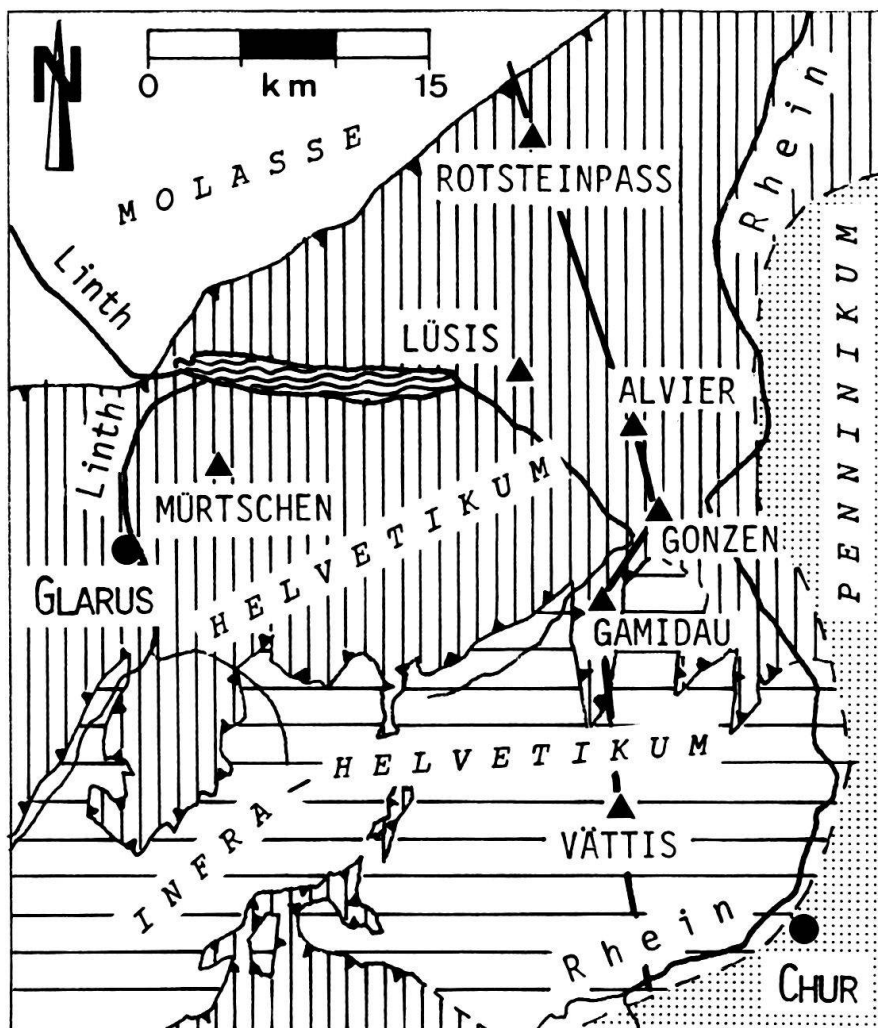 N
0 km 15
MOLASSE
Rhein
ROTSTEINPASS
Linth
LÜSIS
PENNINIKUM
ALVIER
Linth
MÜRTSCHEN
HELVETIKUM
GONZEN
GLARUS
GAMIDAU
INFRA-HELVETIKUM
VÄTTIS
Rhein
CHUR